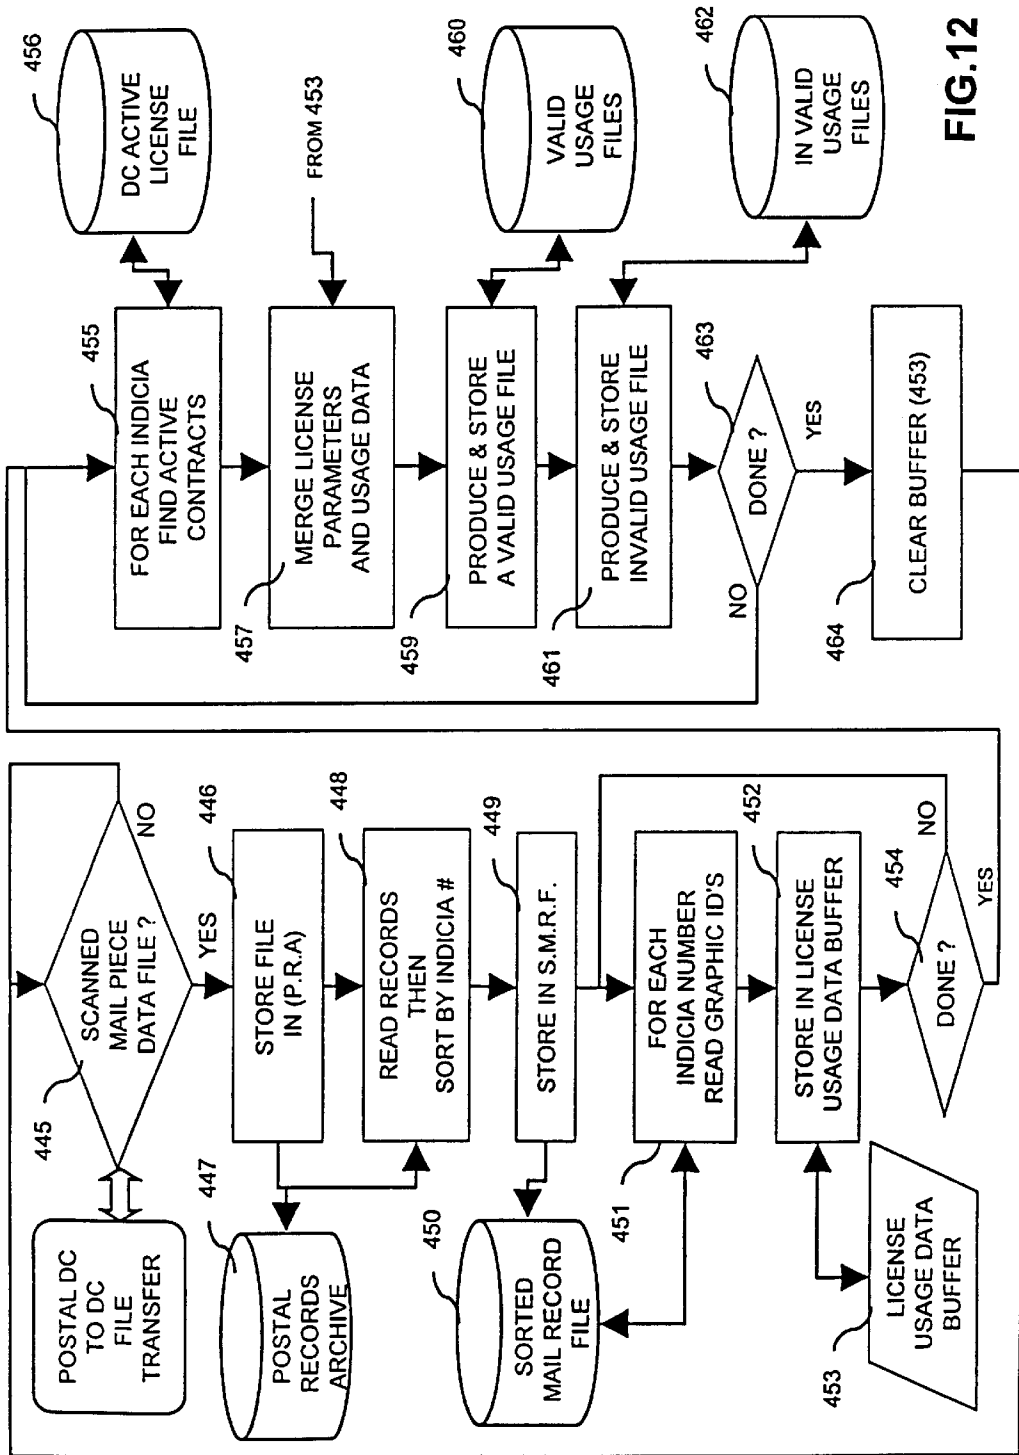 POSTAL DC
TO DC
FILE
TRANSFER
445
SCANNED
MAIL PIECE
DATA FILE ?
NO
YES
446
STORE FILE
IN (P.R.A)
447
POSTAL
RECORDS
ARCHIVE
448
READ RECORDS
THEN
SORT BY INDICIA #
449
STORE IN S.M.R.F.
450
SORTED
MAIL RECORD
FILE
451
FOR EACH
INDICIA NUMBER
READ GRAPHIC ID'S
452
STORE IN LICENSE
USAGE DATA BUFFER
453
LICENSE
USAGE DATA
BUFFER
454
DONE ?
NO
YES
455
FOR EACH INDICIA
FIND ACTIVE
CONTRACTS
456
DC ACTIVE
LICENSE
FILE
457
MERGE LICENSE
PARAMETERS
AND USAGE DATA
FROM 453
459
PRODUCE & STORE
A VALID USAGE FILE
460
VALID
USAGE
FILES
461
PRODUCE & STORE
INVALID USAGE FILE
462
IN VALID
USAGE
FILES
463
DONE ?
NO
YES
464
CLEAR BUFFER (453)
FIG.12